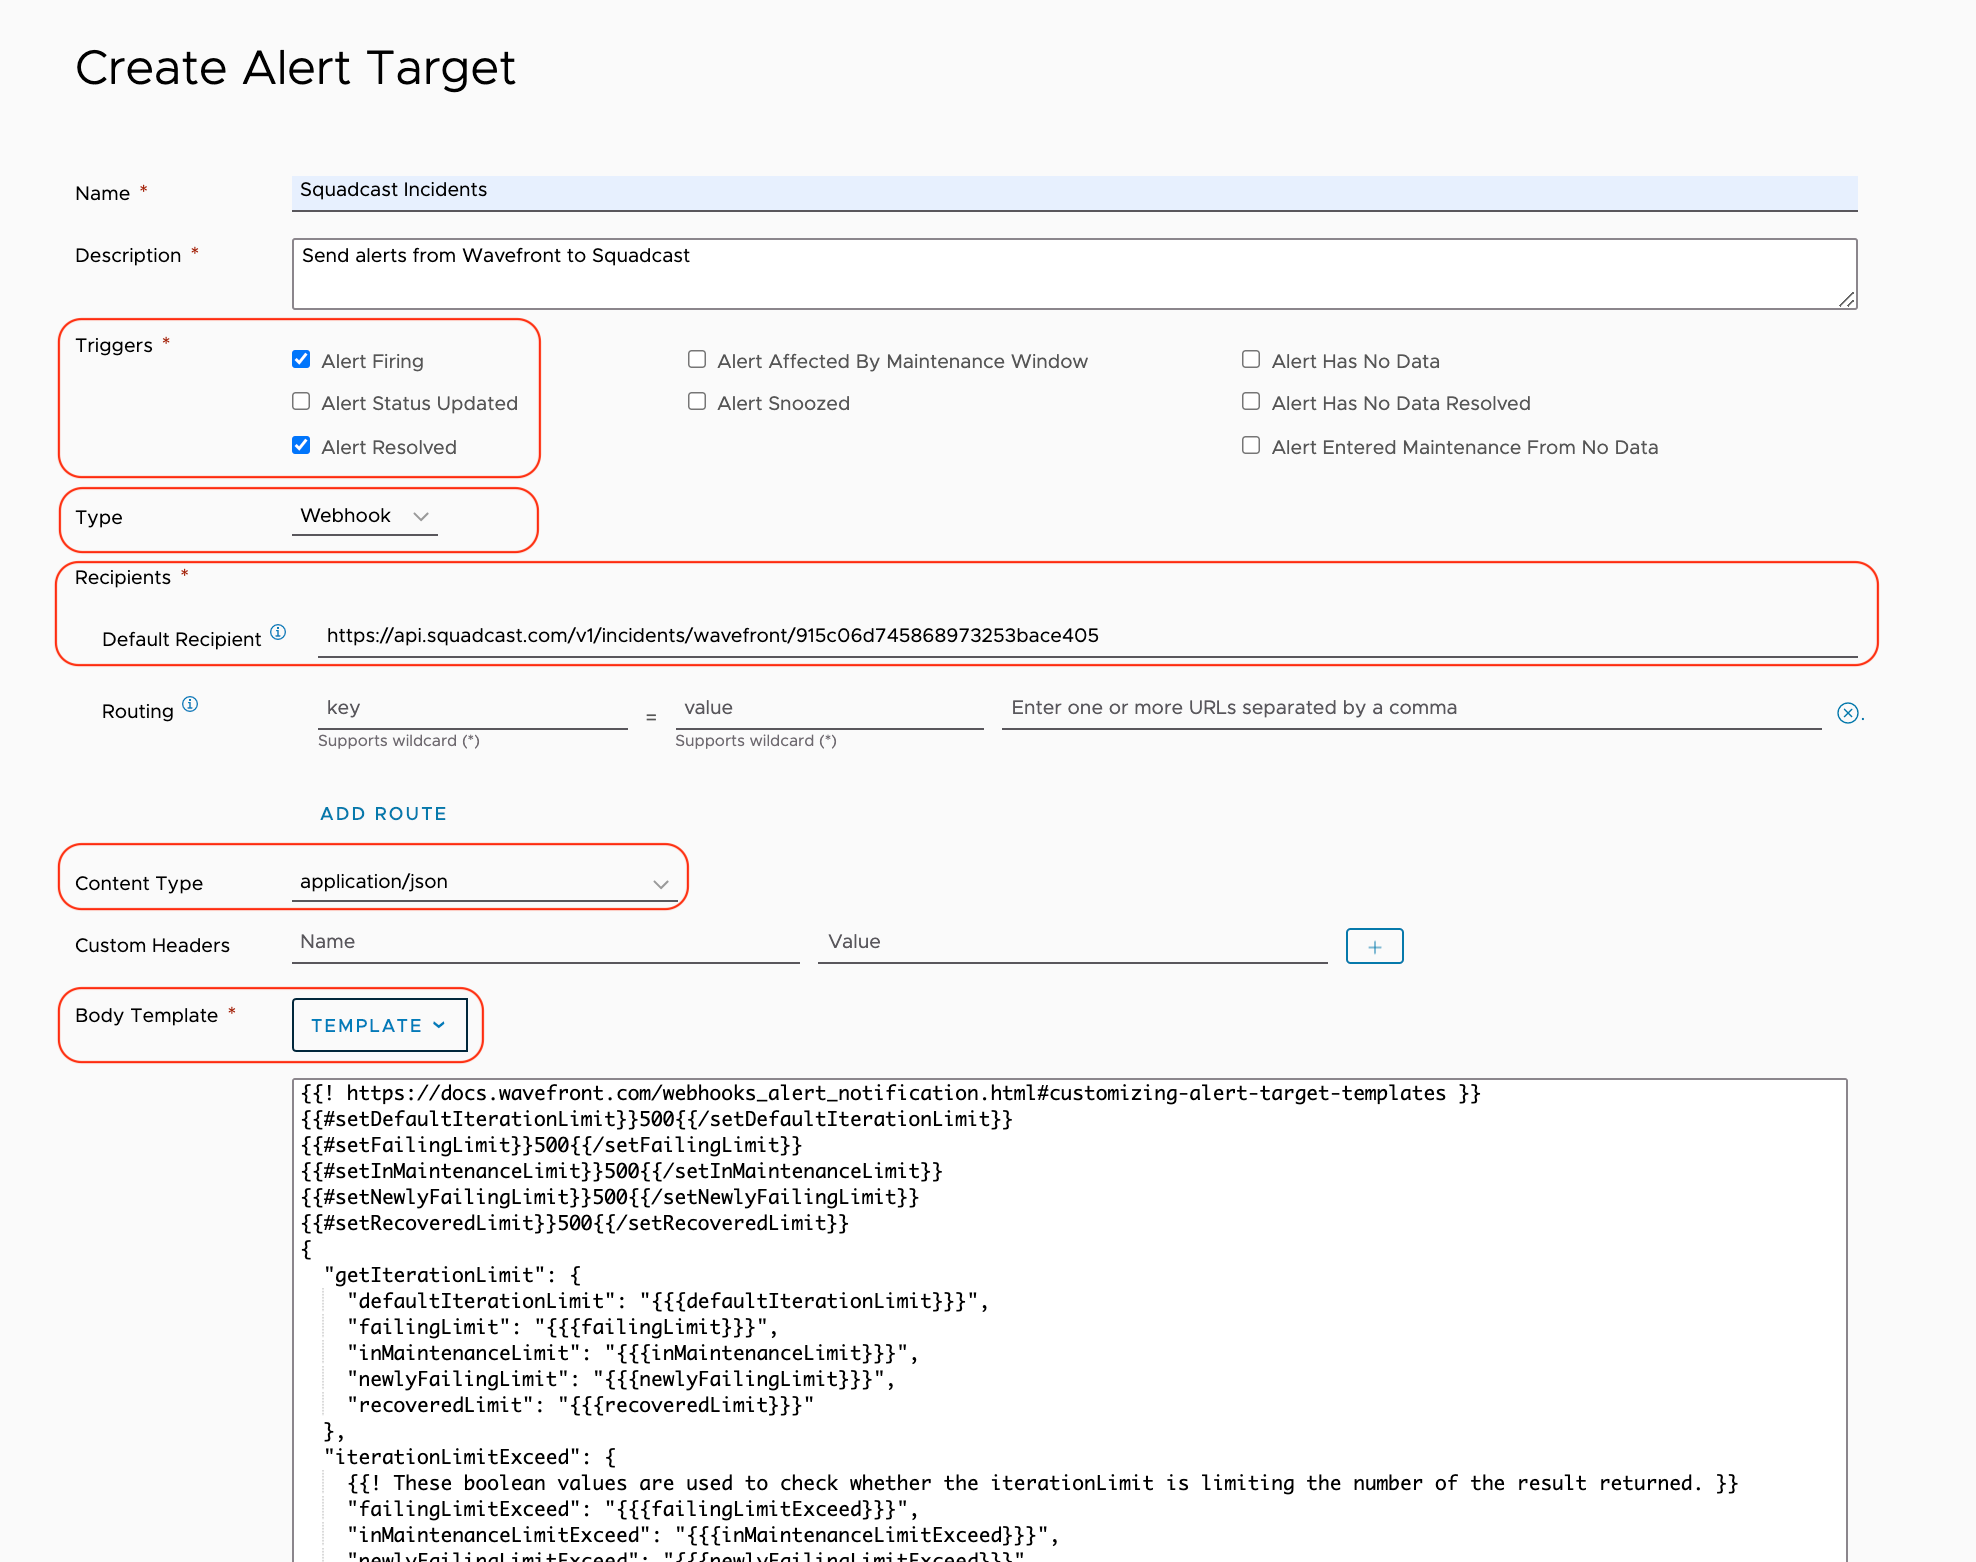 Create Alert Target
Name *
Squadcast Incidents
Description *
Send alerts from Wavefront to Squadcast
Triggers *
Alert Firing
Alert Affected By Maintenance Window
Alert Has No Data
Alert Status Updated
Alert Snoozed
Alert Has No Data Resolved
Alert Resolved
Alert Entered Maintenance From No Data
Type
Webhook
Recipients *
Default Recipient
https://api.squadcast.com/v1/incidents/wavefront/915c06d745868973253bace405
Routing
key
=
value
Enter one or more URLs separated by a comma
Supports wildcard (*)
Supports wildcard (*)
ADD ROUTE
Content Type
application/json
Custom Headers
Name
Value
+
Body Template *
TEMPLATE
{{! https://docs.wavefront.com/webhooks_alert_notification.html#customizing-alert-target-templates }}
{{#setDefaultIterationLimit}}500{{/setDefaultIterationLimit}}
{{#setFailingLimit}}500{{/setFailingLimit}}
{{#setInMaintenanceLimit}}500{{/setInMaintenanceLimit}}
{{#setNewlyFailingLimit}}500{{/setNewlyFailingLimit}}
{{#setRecoveredLimit}}500{{/setRecoveredLimit}}
{
"getIterationLimit": {
"defaultIterationLimit": "{{{defaultIterationLimit}}}",
"failingLimit": "{{{failingLimit}}}",
"inMaintenanceLimit": "{{{inMaintenanceLimit}}}",
"newlyFailingLimit": "{{{newlyFailingLimit}}}",
"recoveredLimit": "{{{recoveredLimit}}}"
},
"iterationLimitExceed": {
{{! These boolean values are used to check whether the iterationLimit is limiting the number of the result returned. }}
"failingLimitExceed": "{{{failingLimitExceed}}}",
"inMaintenanceLimitExceed": "{{{inMaintenanceLimitExceed}}}",
"newlyFailingLimitExceed": "{{{newlyFailingLimitExceed}}}"